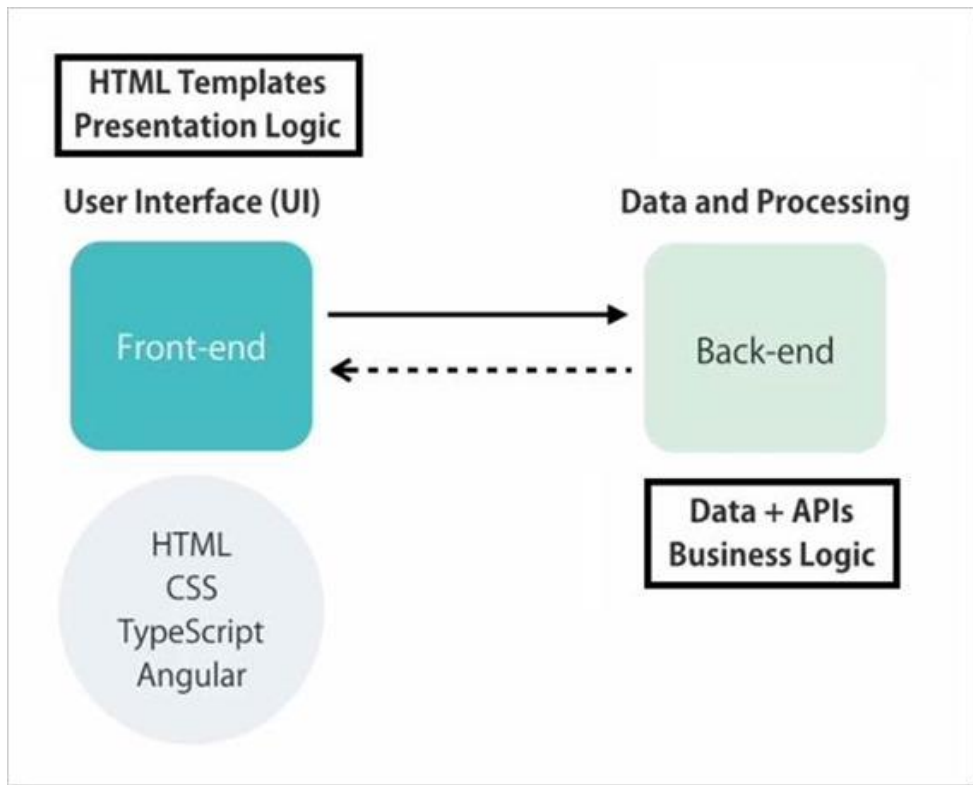 HTML Templates
Presentation Logic
User Interface (UI)
Front-end
HTML
CSS
TypeScript
Angular
Data and Processing
Back-end
Data + APIs
Business Logic